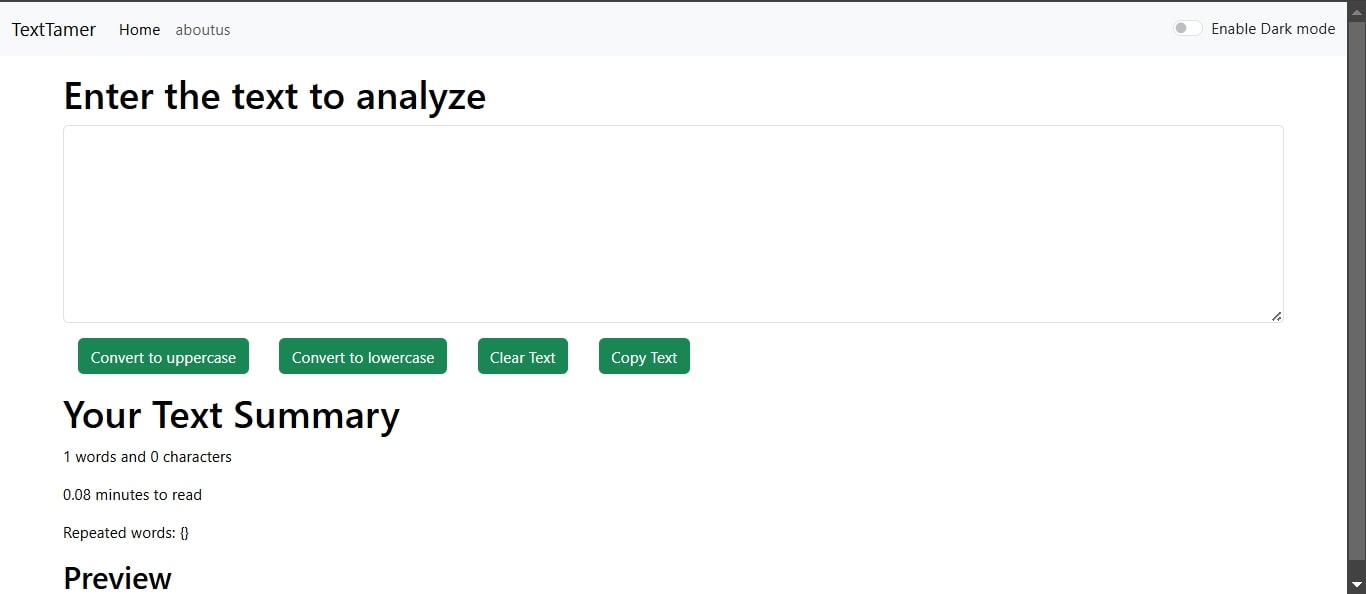 TextTamer Home aboutus Enable Dark mode
Enter the text to analyze
Convert to uppercase Convert to lowercase Clear Text Copy Text
Your Text Summary
1 words and 0 characters
0.08 minutes to read
Repeated words: {}
Preview